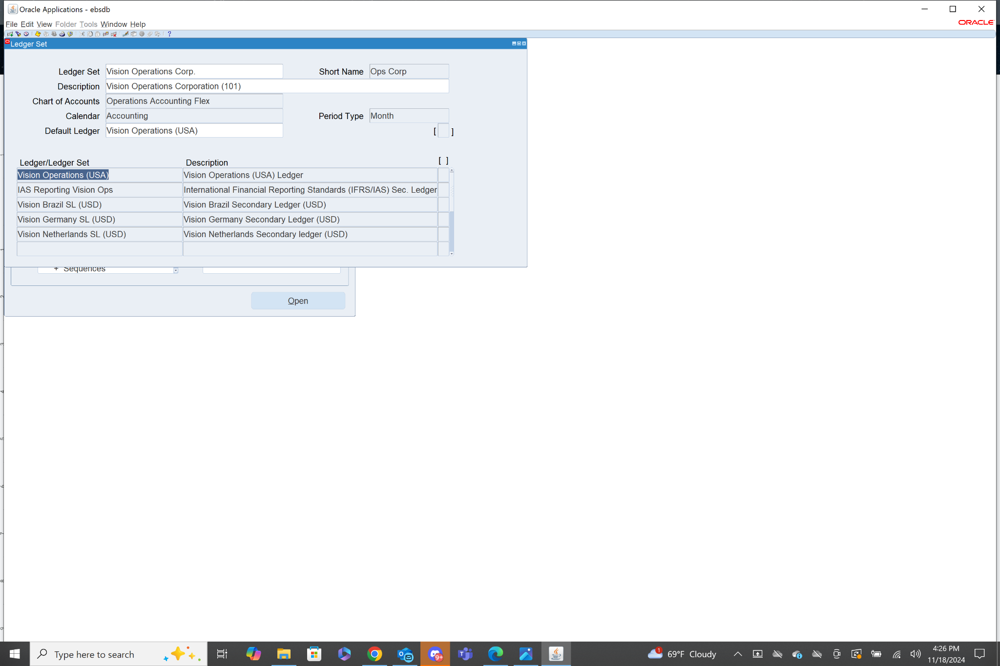 Oracle Applications - ebsdb
File Edit View Folder Tools Window Help
ORACLE
?
Ledger Set
Ledger Set Vision Operations Corp. Short Name Ops Corp
Description Vision Operations Corporation (101)
Chart of Accounts Operations Accounting Flex
Calendar Accounting Period Type Month
Default Ledger Vision Operations (USA) [ ]
Ledger/Ledger Set Description [ ]
Vision Operations (USA) Vision Operations (USA) Ledger
IAS Reporting Vision Ops International Financial Reporting Standards (IFRS/IAS) Sec. Ledger
Vision Brazil SL (USD) Vision Brazil Secondary Ledger (USD)
Vision Germany SL (USD) Vision Germany Secondary Ledger (USD)
Vision Netherlands SL (USD) Vision Netherlands Secondary ledger (USD)
+ Sequences
Open
Type here to search
9+
1
69°F Cloudy
4:26 PM
11/18/2024